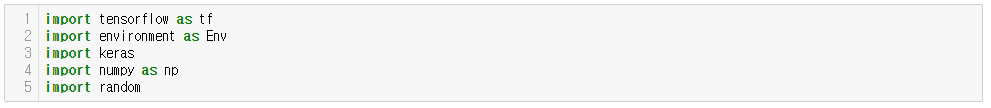 1 import tensorflow as tf
2 import environment as Env
3 import keras
4 import numpy as np
5 import random